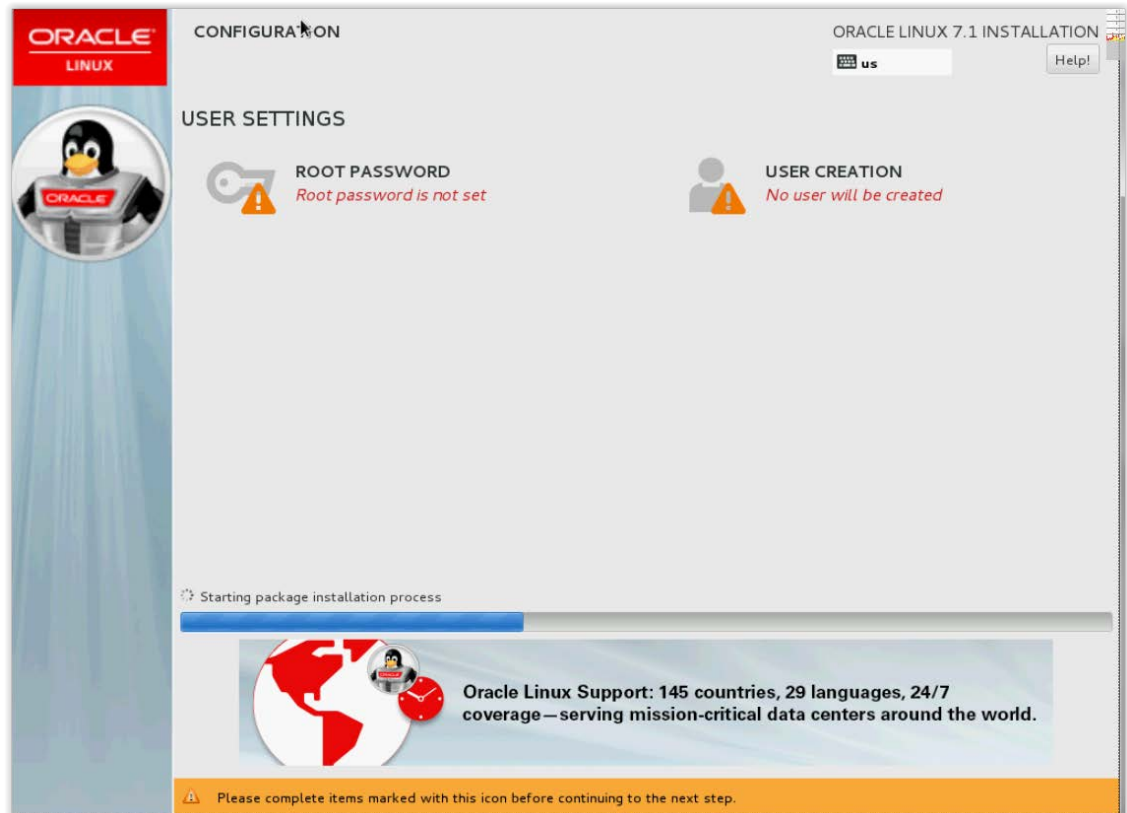 ORACLE
LINUX
CONFIGURATION
ORACLE LINUX 7.1 INSTALLATION
us
Help!
USER SETTINGS
ROOT PASSWORD
Root password is not set
USER CREATION
No user will be created
ORACLE
Starting package installation process
Oracle Linux Support: 145 countries, 29 languages, 24/7
coverage—serving mission-critical data centers around the world.
Please complete items marked with this icon before continuing to the next step.